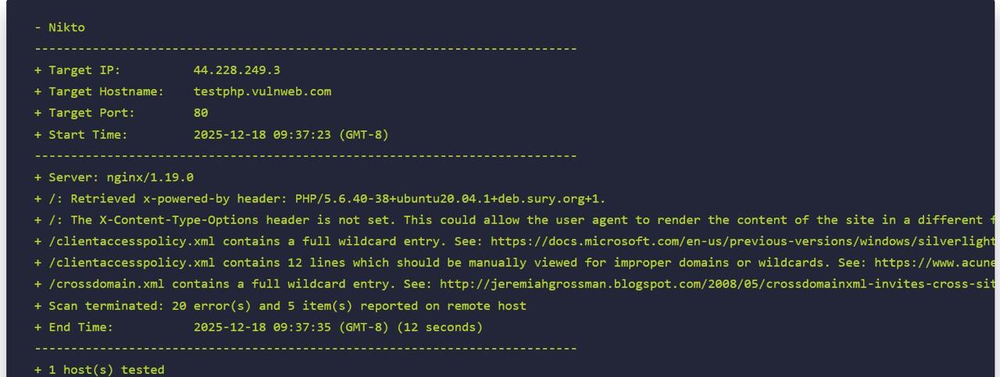 - Nikto
---------------------------------------------------------------------------
+ Target IP:          44.228.249.3
+ Target Hostname:    testphp.vulnweb.com
+ Target Port:        80
+ Start Time:         2025-12-18 09:37:23 (GMT-8)
---------------------------------------------------------------------------
+ Server: nginx/1.19.0
+ /: Retrieved x-powered-by header: PHP/5.6.40-38+ubuntu20.04.1+deb.sury.org+1.
+ /: The X-Content-Type-Options header is not set. This could allow the user agent to render the content of the site in a different f
+ /clientaccesspolicy.xml contains a full wildcard entry. See: https://docs.microsoft.com/en-us/previous-versions/windows/silverlight
+ /clientaccesspolicy.xml contains 12 lines which should be manually viewed for improper domains or wildcards. See: https://www.acune
+ /crossdomain.xml contains a full wildcard entry. See: http://jeremiahgrossman.blogspot.com/2008/05/crossdomainxml-invites-cross-sit
+ Scan terminated: 20 error(s) and 5 item(s) reported on remote host
+ End Time:           2025-12-18 09:37:35 (GMT-8) (12 seconds)
---------------------------------------------------------------------------
+ 1 host(s) tested